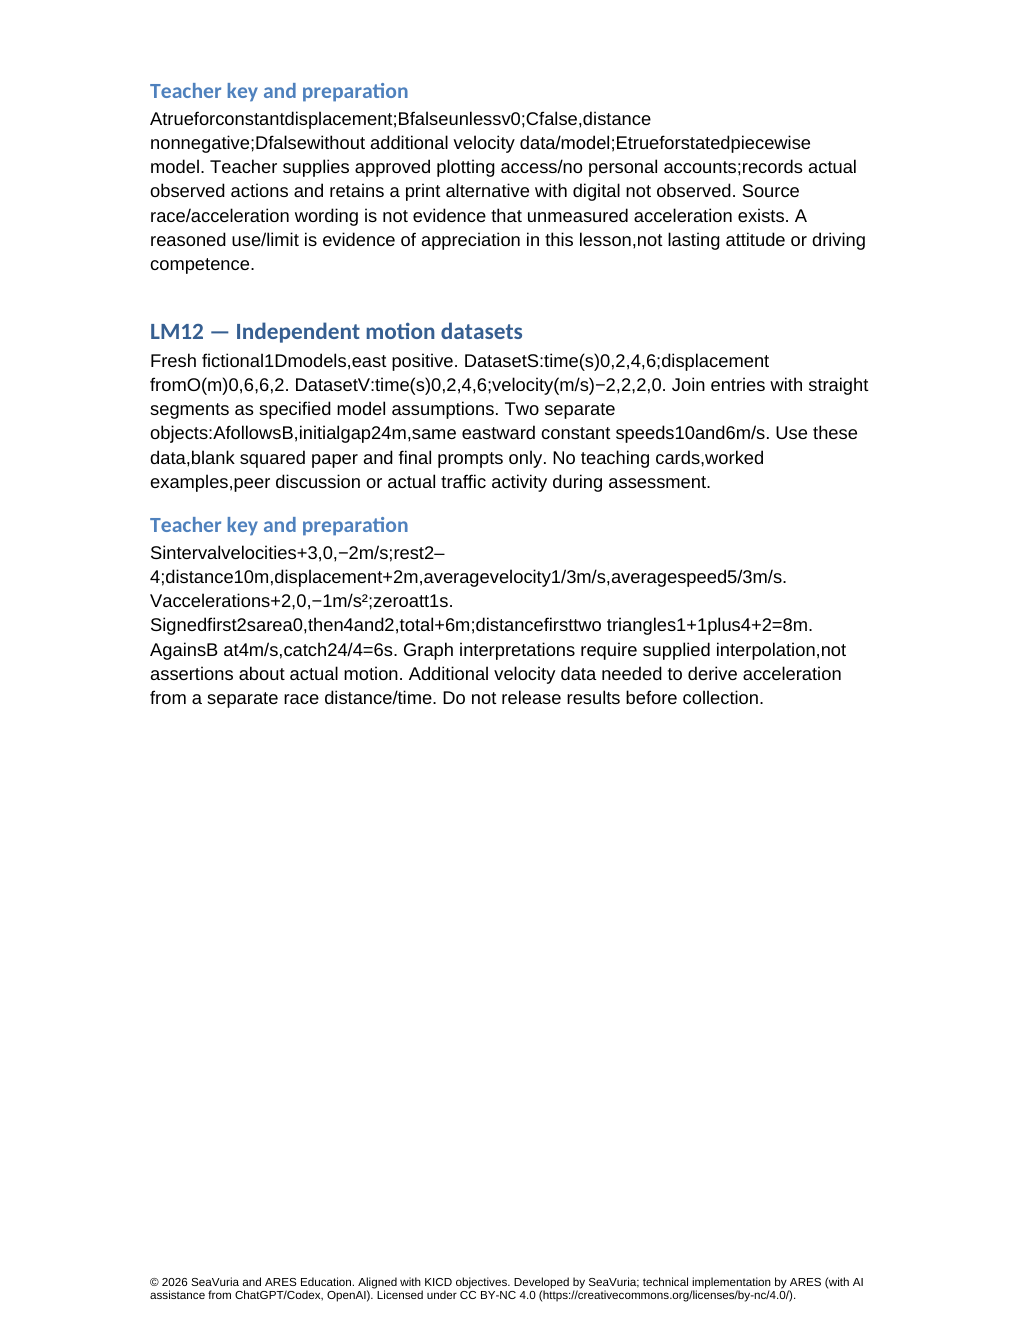 Teacher key and preparation
Atrueforconstantdisplacement;Bfalseunlessv0;Cfalse,distance
nonnegative;Dfalsewithout additional velocity data/model;Etrueforstatedpiecewise
model. Teacher supplies approved plotting access/no personal accounts;records actual
observed actions and retains a print alternative with digital not observed. Source
race/acceleration wording is not evidence that unmeasured acceleration exists. A
reasoned use/limit is evidence of appreciation in this lesson,not lasting attitude or driving
competence.
LM12 — Independent motion datasets
Fresh fictional1Dmodels,east positive. DatasetS:time(s)0,2,4,6;displacement
fromO(m)0,6,6,2. DatasetV:time(s)0,2,4,6;velocity(m/s)−2,2,2,0. Join entries with straight
segments as specified model assumptions. Two separate
objects:AfollowsB,initialgap24m,same eastward constant speeds10and6m/s. Use these
data,blank squared paper and final prompts only. No teaching cards,worked
examples,peer discussion or actual traffic activity during assessment.
Teacher key and preparation
Sintervalvelocities+3,0,−2m/s;rest2–
4;distance10m,displacement+2m,averagevelocity1/3m/s,averagespeed5/3m/s.
Vaccelerations+2,0,−1m/s²;zeroatt1s.
Signedfirst2sarea0,then4and2,total+6m;distancefirsttwo triangles1+1plus4+2=8m.
AgainsB at4m/s,catch24/4=6s. Graph interpretations require supplied interpolation,not
assertions about actual motion. Additional velocity data needed to derive acceleration
from a separate race distance/time. Do not release results before collection.
© 2026 SeaVuria and ARES Education. Aligned with KICD objectives. Developed by SeaVuria; technical implementation by ARES (with AI
assistance from ChatGPT/Codex, OpenAI). Licensed under CC BY-NC 4.0 (https://creativecommons.org/licenses/by-nc/4.0/).